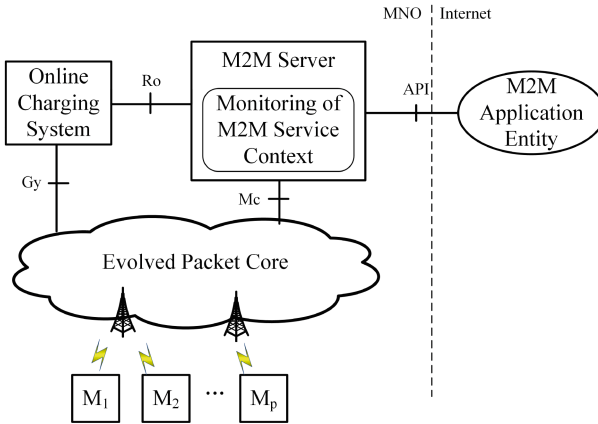 MNO
Internet
Online
Charging
System
Ro
M2M Server
Monitoring of
M2M Service
Context
API
M2M
Application
Entity
Gy
Mc
Evolved Packet Core
M1
M2
...
Mp